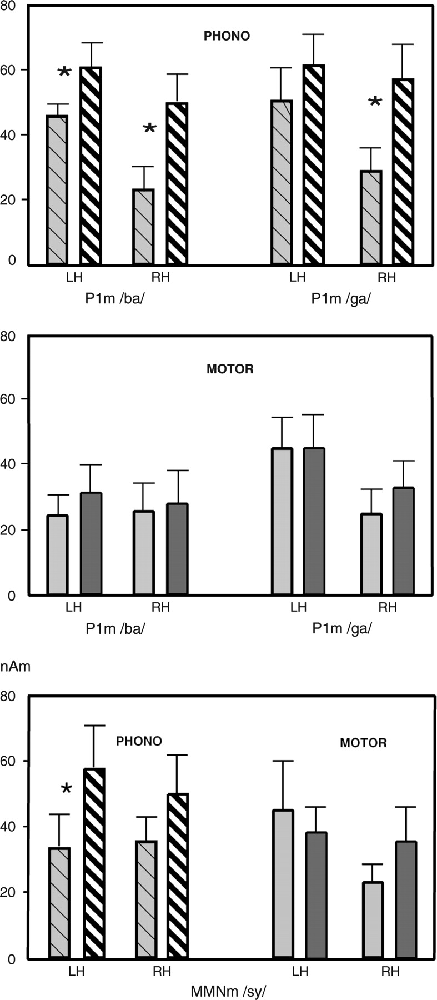 80
PHONO
60
*
*
*
40
20
0
LH RH LH RH
P1m /ba/ P1m /ga/
80
MOTOR
60
40
20
0
LH RH LH RH
P1m /ba/ P1m /ga/
nAm
80
PHONO MOTOR
60
*
40
20
0
LH RH LH RH
MMNm /sy/